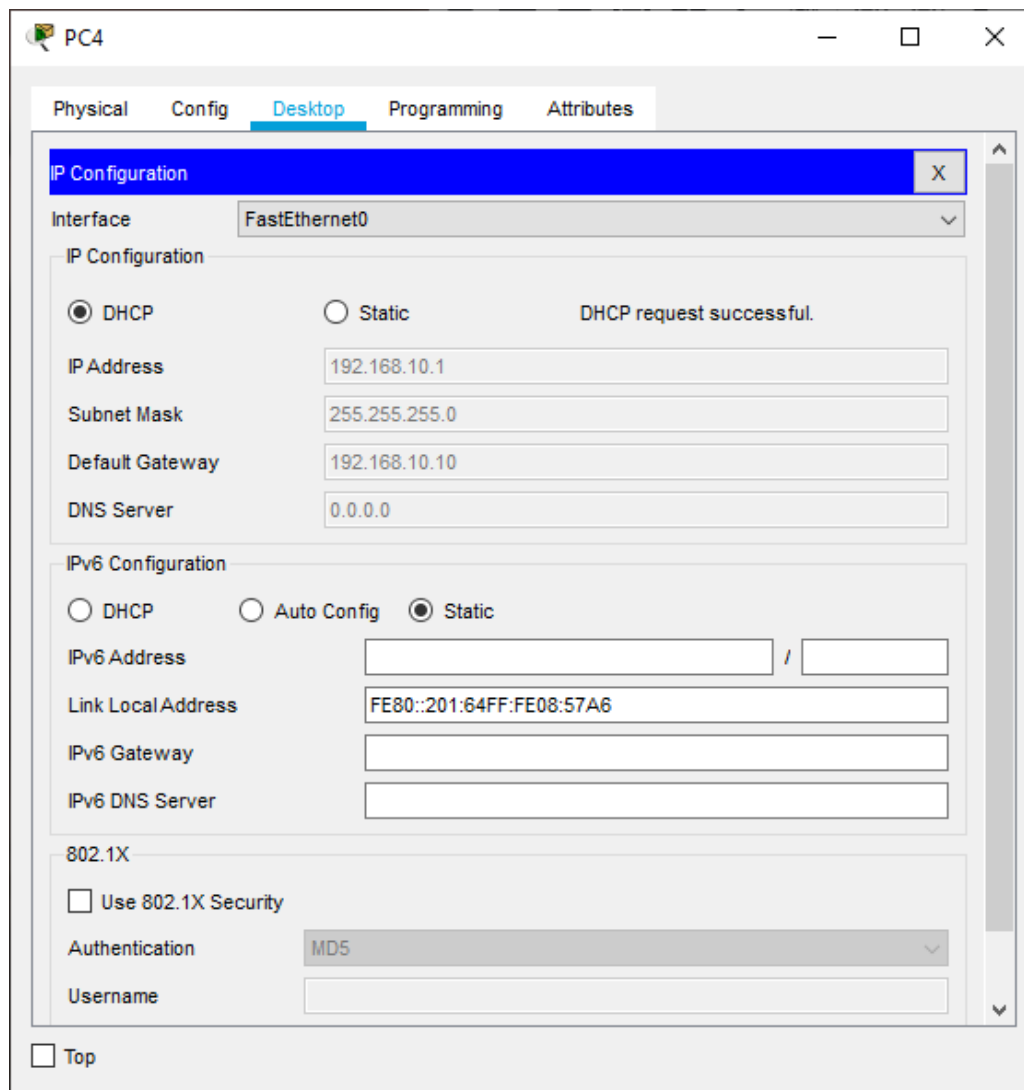 PC4
Physical Config Desktop Programming Attributes
IP Configuration X
Interface FastEthernet0
IP Configuration
DHCP Static DHCP request successful.
IP Address 192.168.10.1
Subnet Mask 255.255.255.0
Default Gateway 192.168.10.10
DNS Server 0.0.0.0
IPv6 Configuration
DHCP Auto Config Static
IPv6 Address /
Link Local Address FE80::201:64FF:FE08:57A6
IPv6 Gateway
IPv6 DNS Server
802.1X
Use 802.1X Security
Authentication MD5
Username
Top